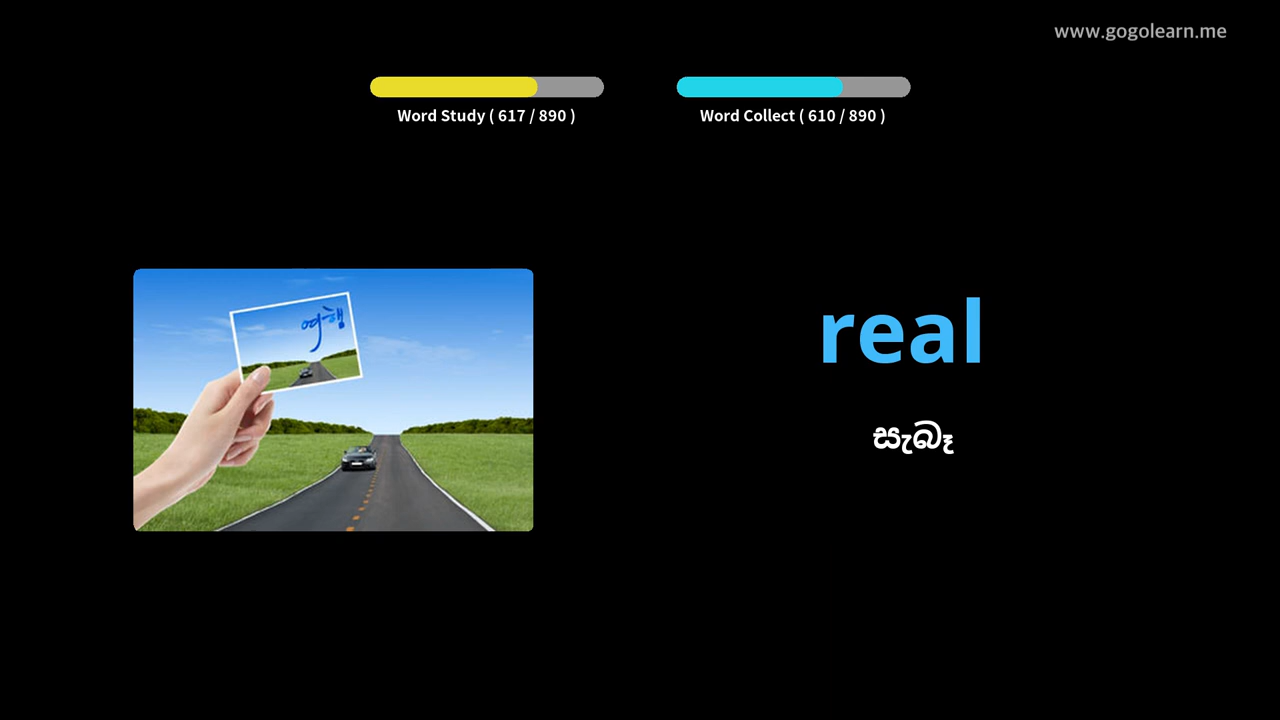 www.gogolearn.me
Word Study ( 617 / 890 )
Word Collect ( 610 / 890 )
여행
real
සැබෑ